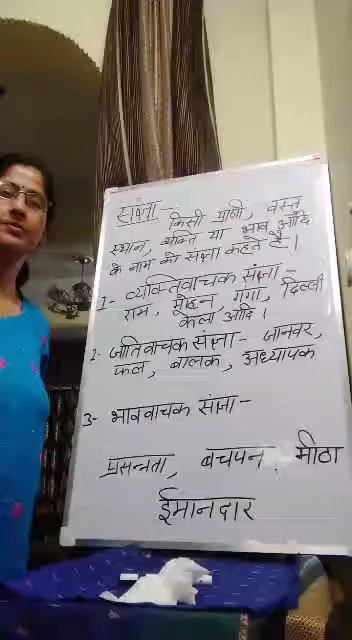 संज्ञा -
किसी प्राणी, वस्तु
स्थान, व्यक्ति या भाव आदि
के नाम को संज्ञा कहते हैं।
1- व्यक्तिवाचक संज्ञा -
राम, मोहन, गंगा, दिल्ली
केला आदि।
2- जातिवाचक संज्ञा - जानवर,
फल, बालक, अध्यापक
3- भाववाचक संज्ञा -
प्रसन्नता, बचपन, मीठा
ईमानदार